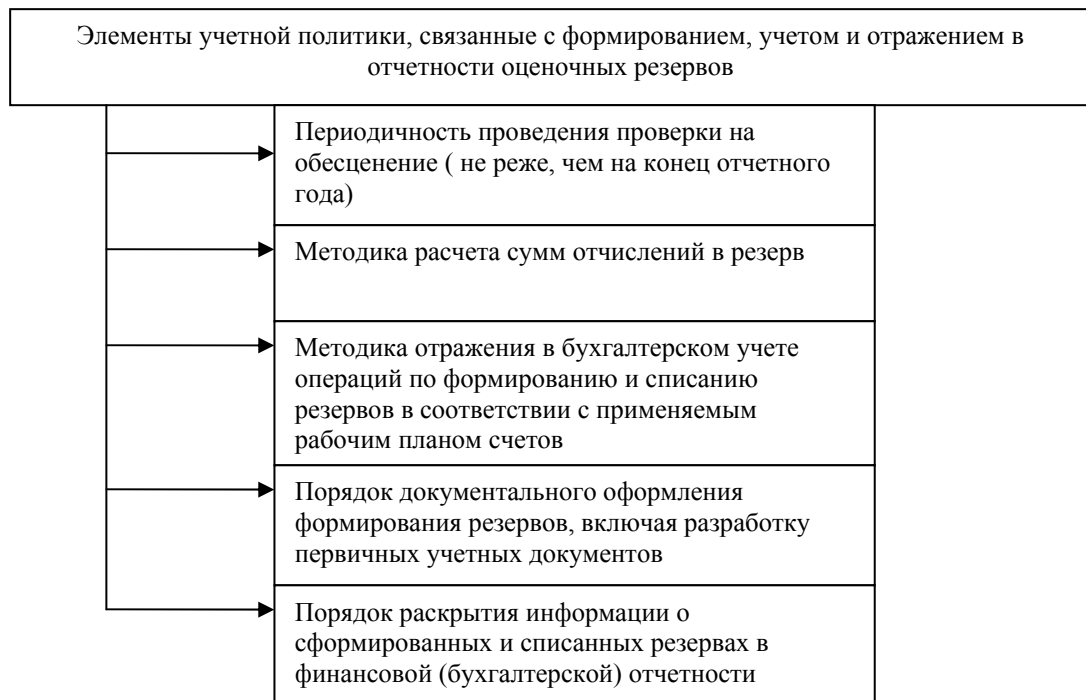 Элементы учетной политики, связанные с формированием, учетом и отражением в
отчетности оценочных резервов
Периодичность проведения проверки на
обесценение ( не реже, чем на конец отчетного
года)
Методика расчета сумм отчислений в резерв
Методика отражения в бухгалтерском учете
операций по формированию и списанию
резервов в соответствии с применяемым
рабочим планом счетов
Порядок документального оформления
формирования резервов, включая разработку
первичных учетных документов
Порядок раскрытия информации о
сформированных и списанных резервах в
финансовой (бухгалтерской) отчетности